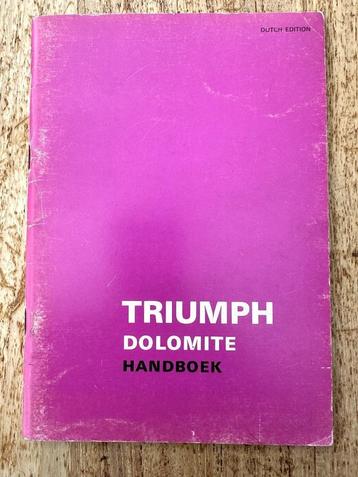 DUTCH EDITION
TRIUMPH
DOLOMITE
HANDBOEK